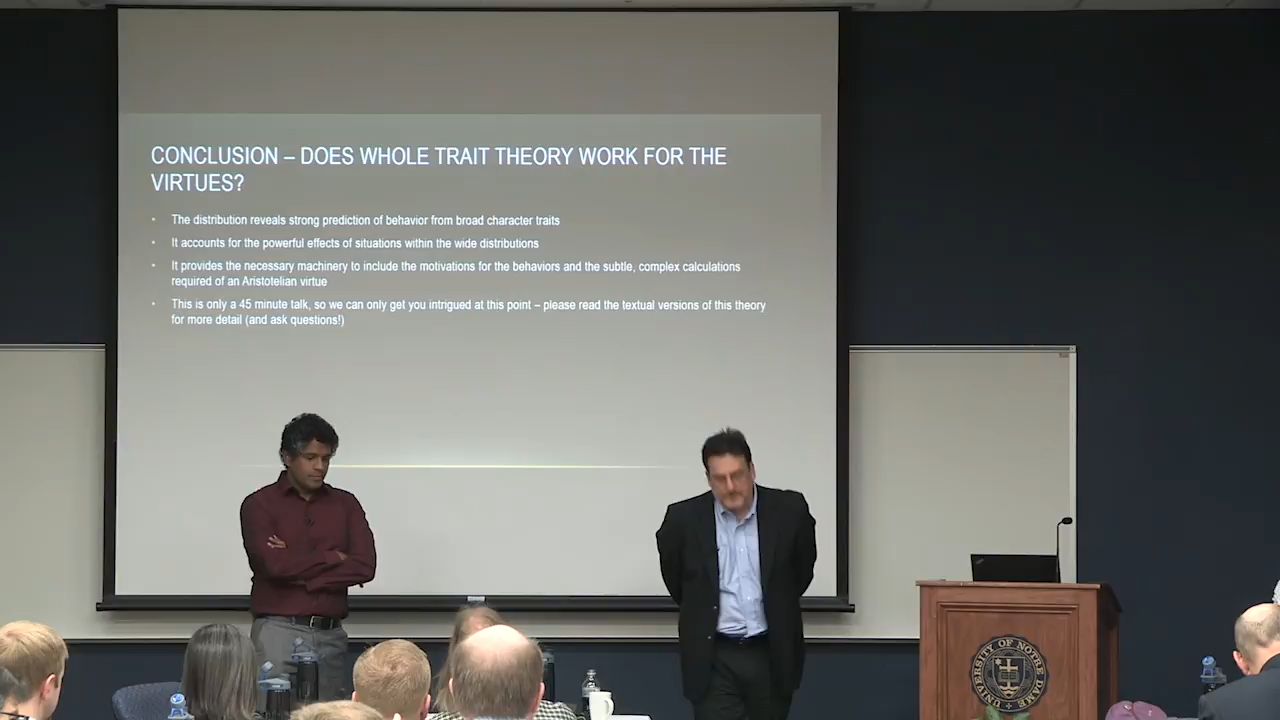 CONCLUSION – DOES WHOLE TRAIT THEORY WORK FOR THE
VIRTUES?
• The distribution reveals strong prediction of behavior from broad character traits
• It accounts for the powerful effects of situations within the wide distributions
• It provides the necessary machinery to include the motivations for the behaviors and the subtle, complex calculations
required of an Aristotelian virtue
• This is only a 45 minute talk, so we can only get you intrigued at this point – please read the textual versions of this theory
for more detail (and ask questions!)
UNIVERSITY OF NOTRE DAME